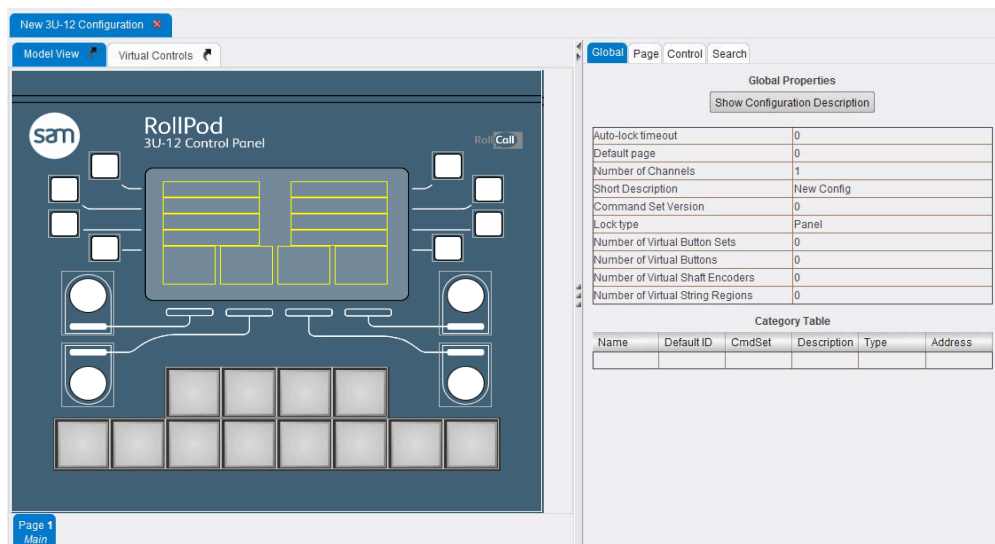 New 3U-12 Configuration
Model View
Virtual Controls
sam
RollPod
3U-12 Control Panel
RollCall
Page 1
Main
Global Page Control Search
Global Properties
Show Configuration Description
Auto-lock timeout 0
Default page 0
Number of Channels 1
Short Description New Config
Command Set Version 0
Lock type Panel
Number of Virtual Button Sets 0
Number of Virtual Buttons 0
Number of Virtual Shaft Encoders 0
Number of Virtual String Regions 0
Category Table
Name Default ID CmdSet Description Type Address